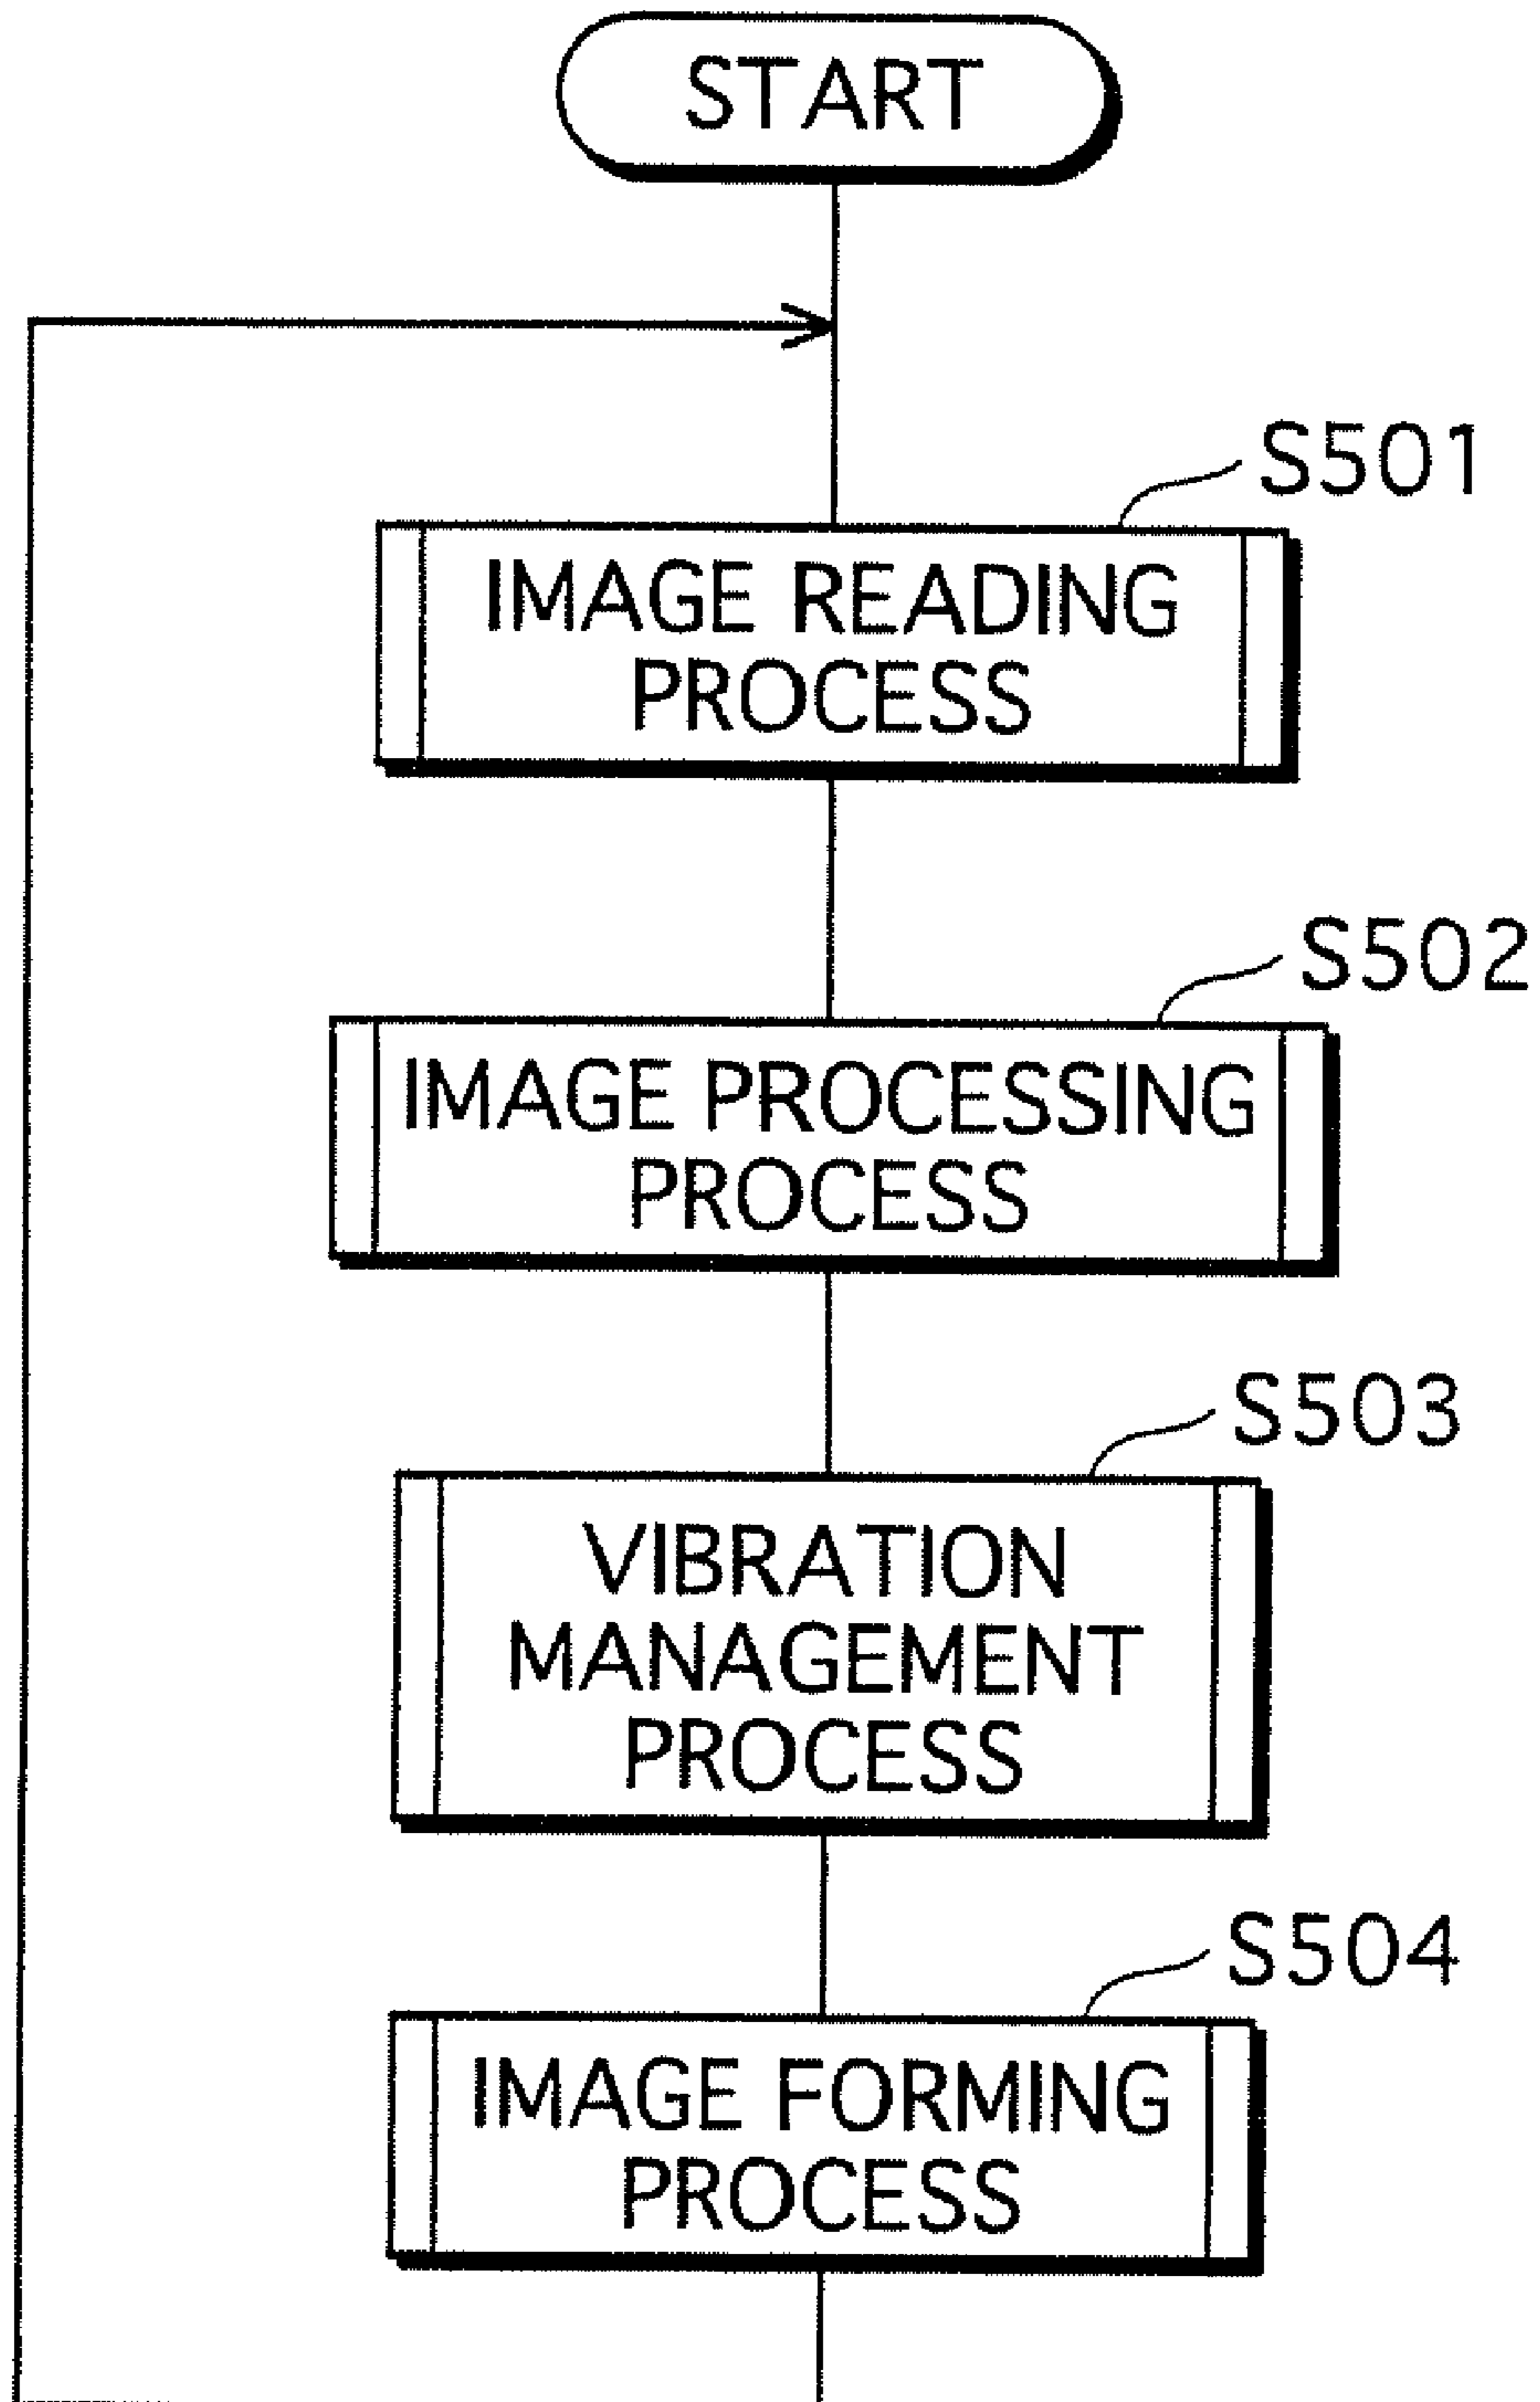 START
S501
IMAGE READING
PROCESS
S502
IMAGE PROCESSING
PROCESS
S503
VIBRATION
MANAGEMENT
PROCESS
S504
IMAGE FORMING
PROCESS